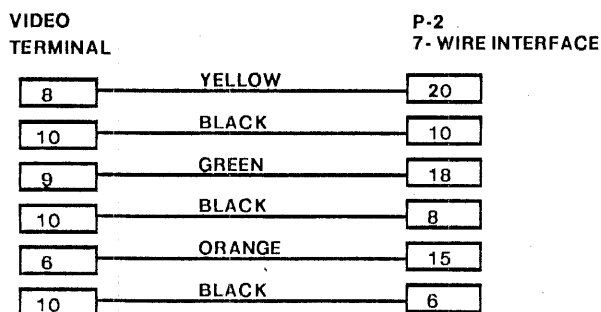 VIDEO
TERMINAL
P-2
7- WIRE INTERFACE
8 YELLOW 20
10 BLACK 10
9 GREEN 18
10 BLACK 8
6 ORANGE 15
10 BLACK 6